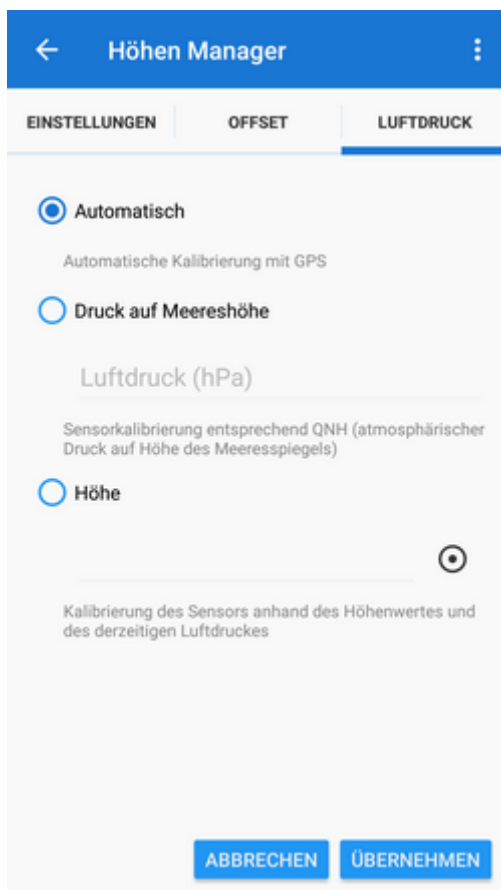 Höhen Manager
EINSTELLUNGEN OFFSET LUFTDRUCK
Automatisch
Automatische Kalibrierung mit GPS
Druck auf Meereshöhe
Luftdruck (hPa)
Sensorkalibrierung entsprechend QNH (atmosphärischer
Druck auf Höhe des Meeresspiegels)
Höhe
Kalibrierung des Sensors anhand des Höhenwertes und
des derzeitigen Luftdruckes
ABBRECHEN ÜBERNEHMEN